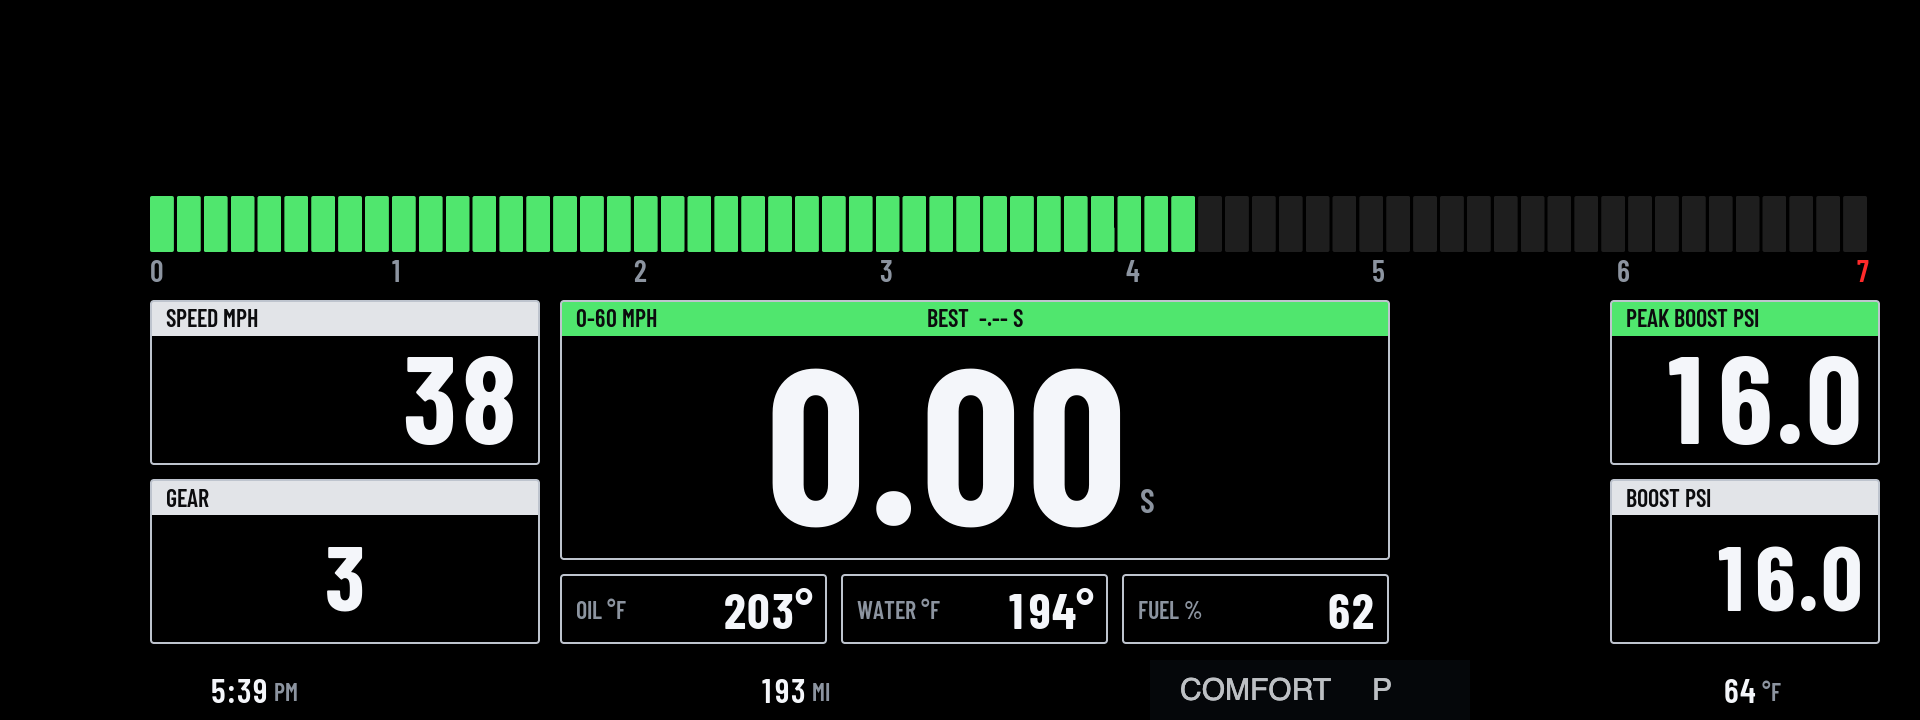 0 1 2 3 4 5 6 7
SPEED MPH
38
0-60 MPH BEST -.-- S
0.00 S
PEAK BOOST PSI
16.0
GEAR
3
OIL °F 203°
WATER °F 194°
FUEL % 62
BOOST PSI
16.0
5:39 PM 193 MI COMFORT P 64 °F